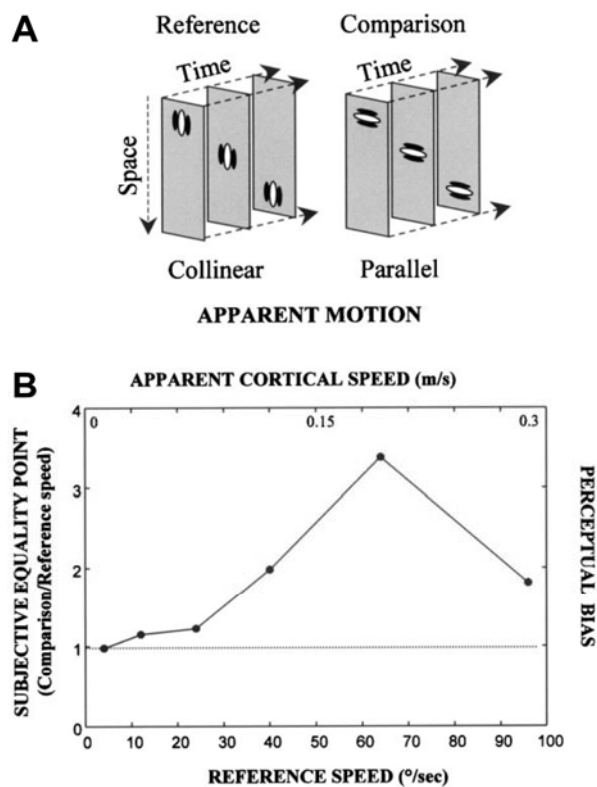 A
Reference
Comparison
Time
Time
Space
Collinear
Parallel
APPARENT MOTION
B
APPARENT CORTICAL SPEED (m/s)
0
0.15
0.3
4
3
2
1
0
SUBJECTIVE EQUALITY POINT
(Comparison/Reference speed)
PERCEPTUAL BIAS
0 10 20 30 40 50 60 70 80 90 100
REFERENCE SPEED (°/sec)